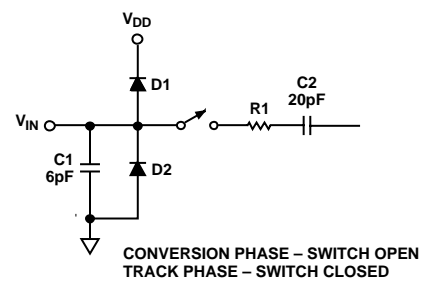 VDD
D1
C2
20pF
R1
VIN
C1
6pF
D2
CONVERSION PHASE – SWITCH OPEN
TRACK PHASE – SWITCH CLOSED